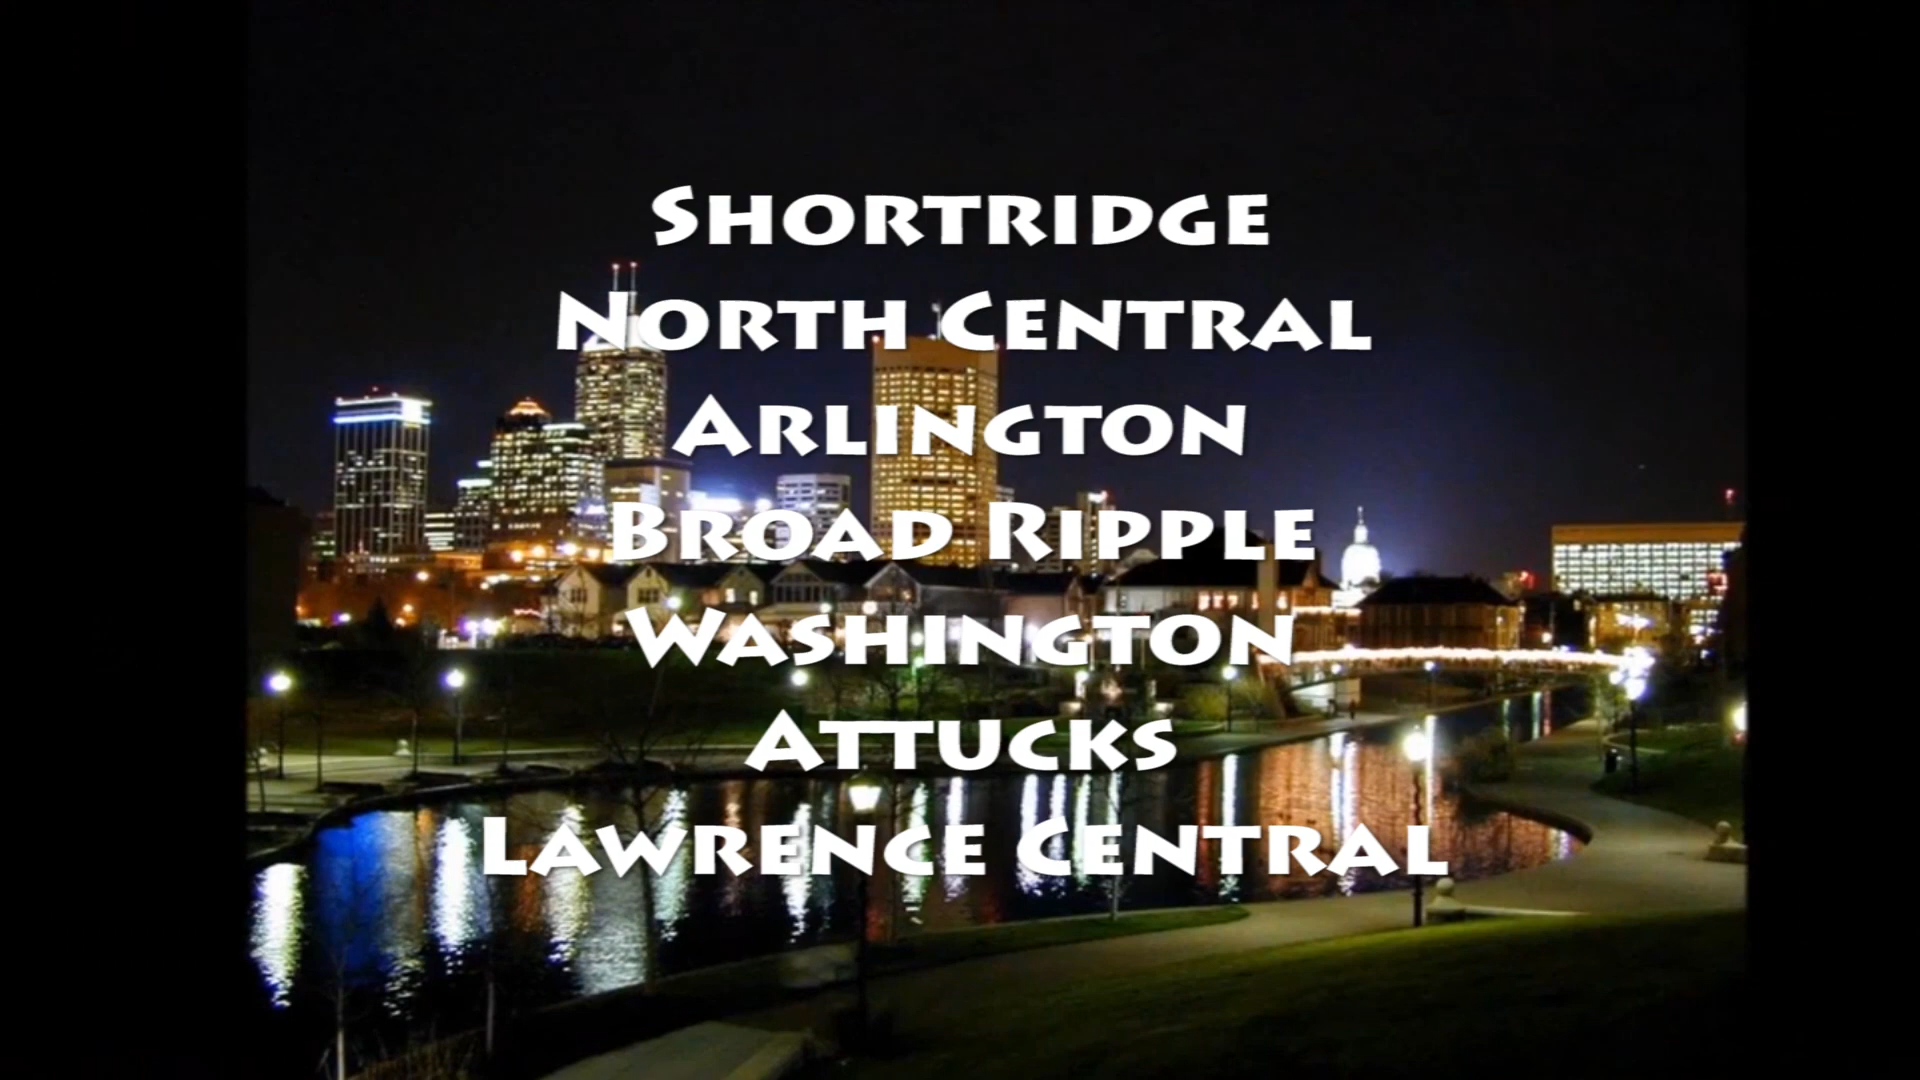 Shortridge
North Central
Arlington
Broad Ripple
Washington
Attucks
Lawrence Central